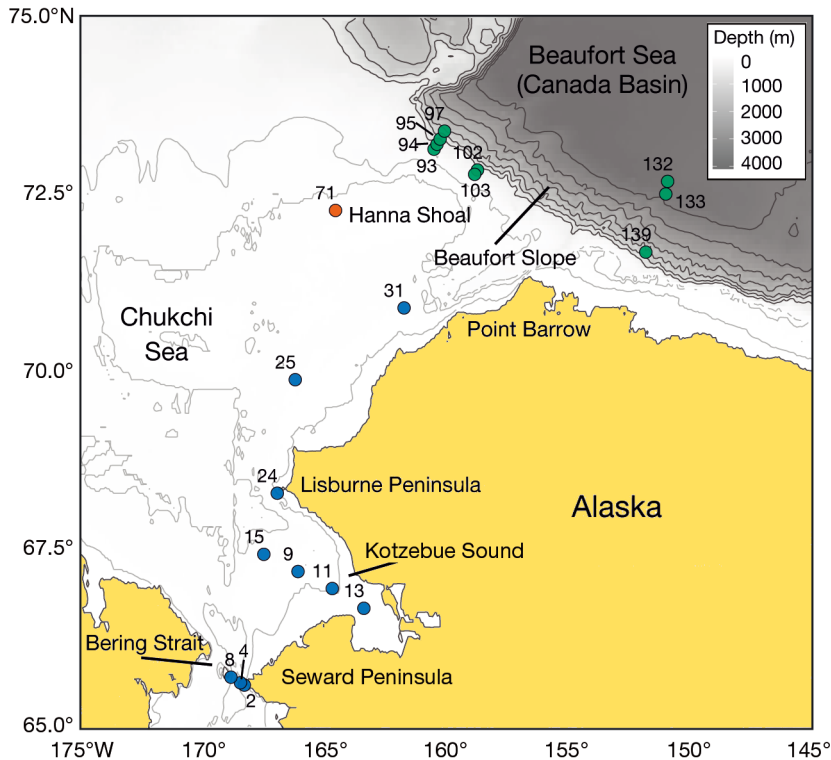 75.0°N
Beaufort Sea
(Canada Basin)
Depth (m)
0
1000
2000
3000
4000
97
95
94
93
102
103
132
133
72.5°
71
Hanna Shoal
139
Beaufort Slope
31
Chukchi
Sea
Point Barrow
70.0°
25
24
Lisburne Peninsula
Alaska
67.5°
15
9
Kotzebue Sound
11
13
Bering Strait
8
4
Seward Peninsula
2
65.0°
175°W
170°
165°
160°
155°
150°
145°